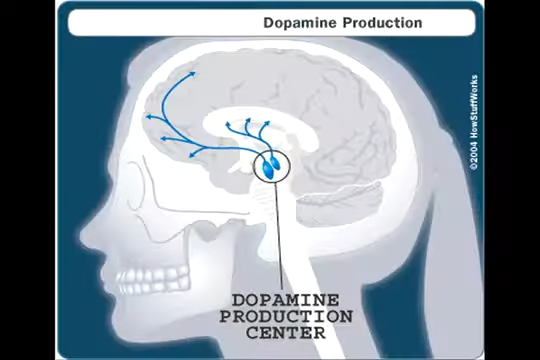 Dopamine Production
©2004 HowStuffWorks
DOPAMINE
PRODUCTION
CENTER